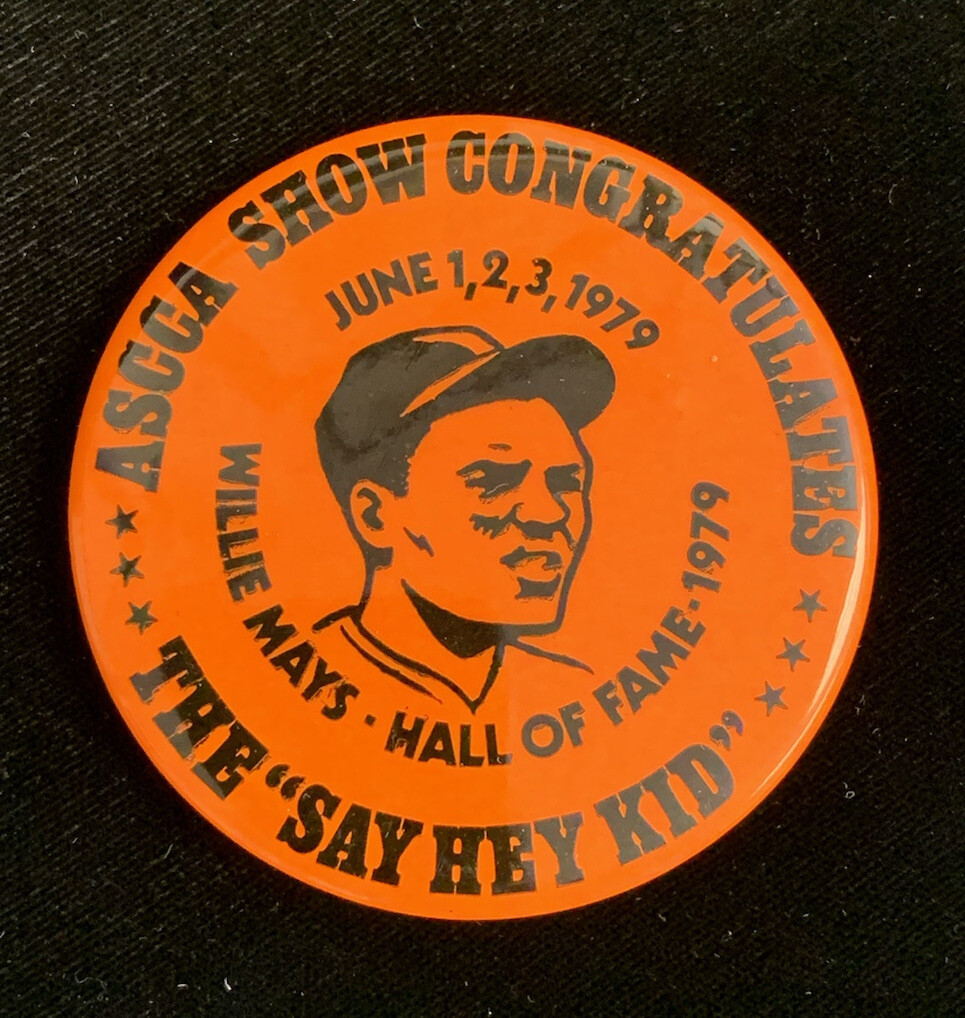 ASCCA SHOW CONGRATULATES
JUNE 1,2,3,1979
WILLIE MAYS · HALL OF FAME · 1979
THE “SAY HEY KID”